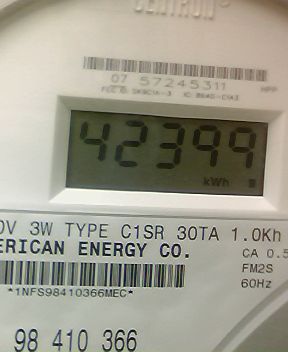 CENTRON
07 57245311
42399
kWh
0V 3W TYPE C1SR 30TA 1.0Kh
ERICAN ENERGY CO.
CA 0.5
FM2S
60Hz
*1NFS98410366MEC*
98 410 366